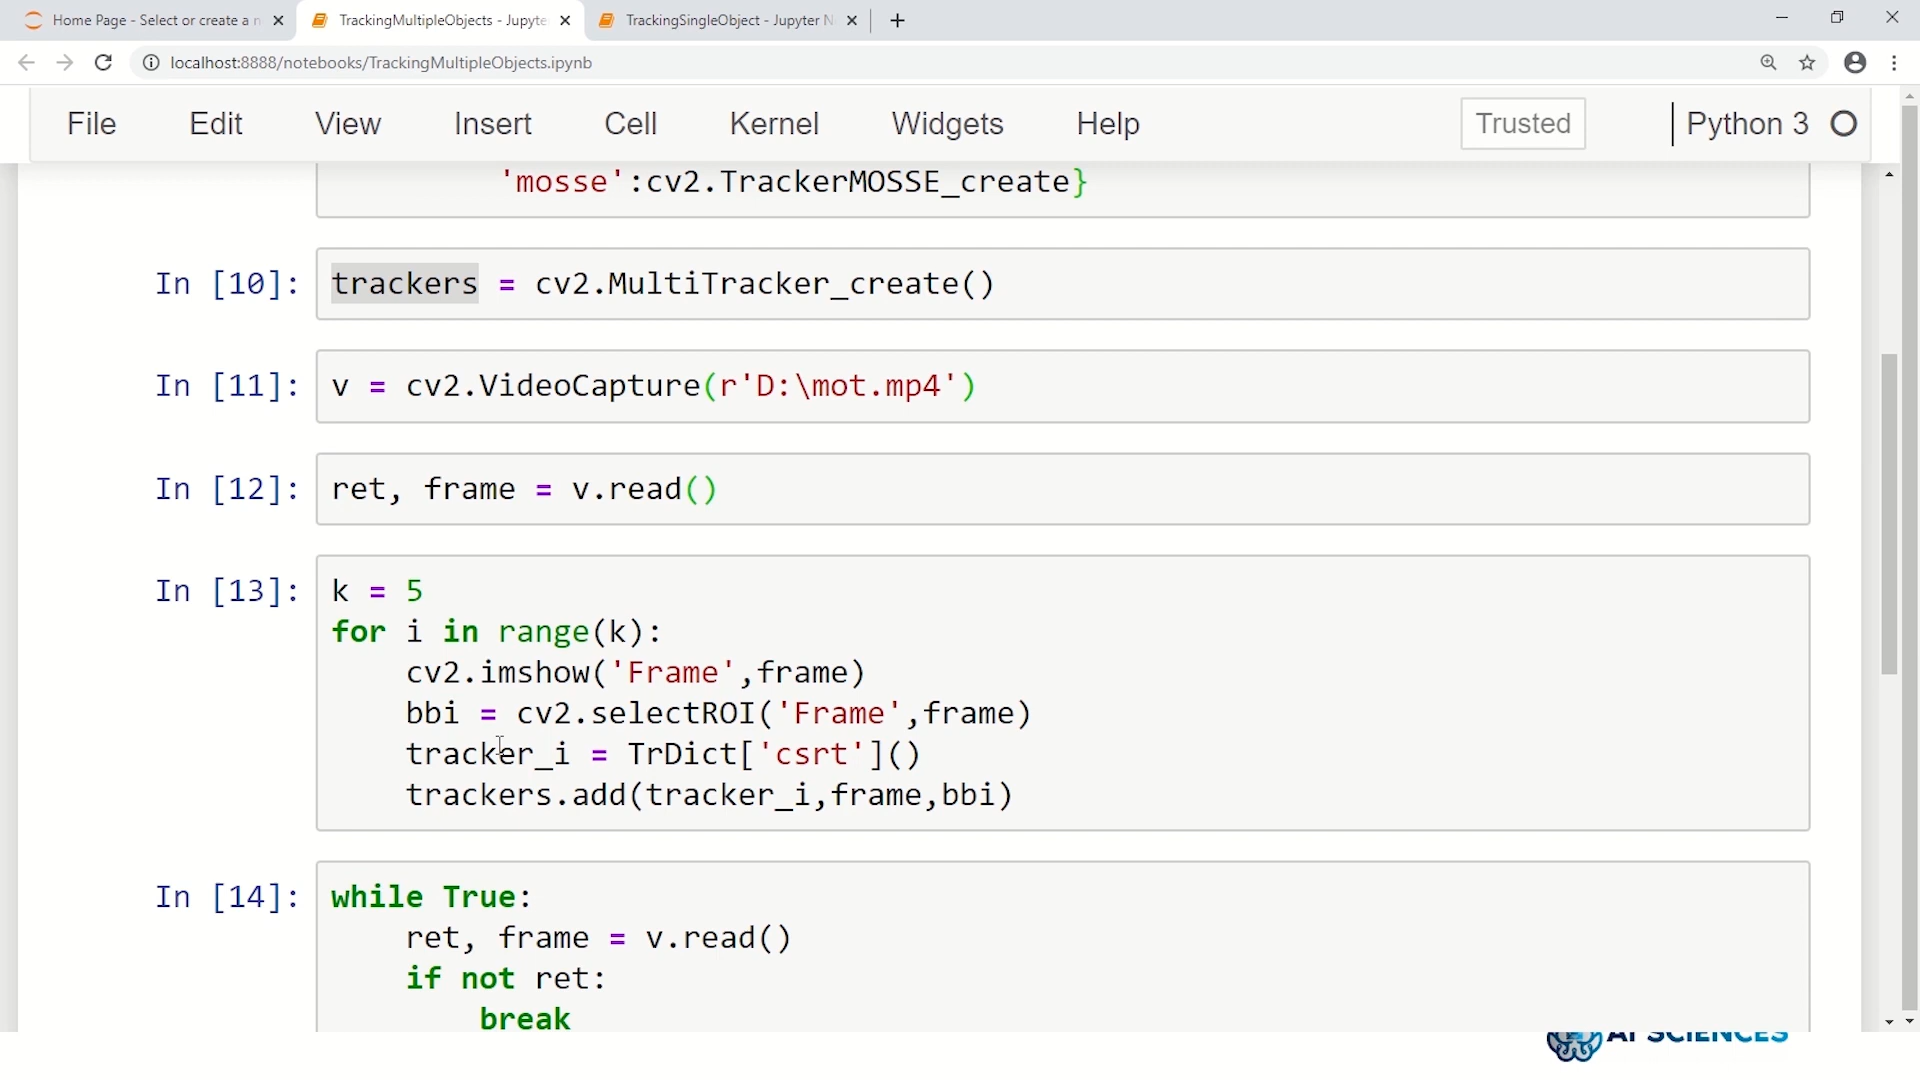 Home Page - Select or create a n
TrackingMultipleObjects - Jupyte
TrackingSingleObject - Jupyter N
localhost:8888/notebooks/TrackingMultipleObjects.ipynb
File Edit View Insert Cell Kernel Widgets Help Trusted Python 3
'mosse':cv2.TrackerMOSSE_create}
In [10]: trackers = cv2.MultiTracker_create()
In [11]: v = cv2.VideoCapture(r'D:\mot.mp4')
In [12]: ret, frame = v.read()
In [13]: k = 5
for i in range(k):
    cv2.imshow('Frame',frame)
    bbi = cv2.selectROI('Frame',frame)
    tracker_i = TrDict['csrt']()
    trackers.add(tracker_i,frame,bbi)
In [14]: while True:
    ret, frame = v.read()
    if not ret:
        break
AI SCIENCES